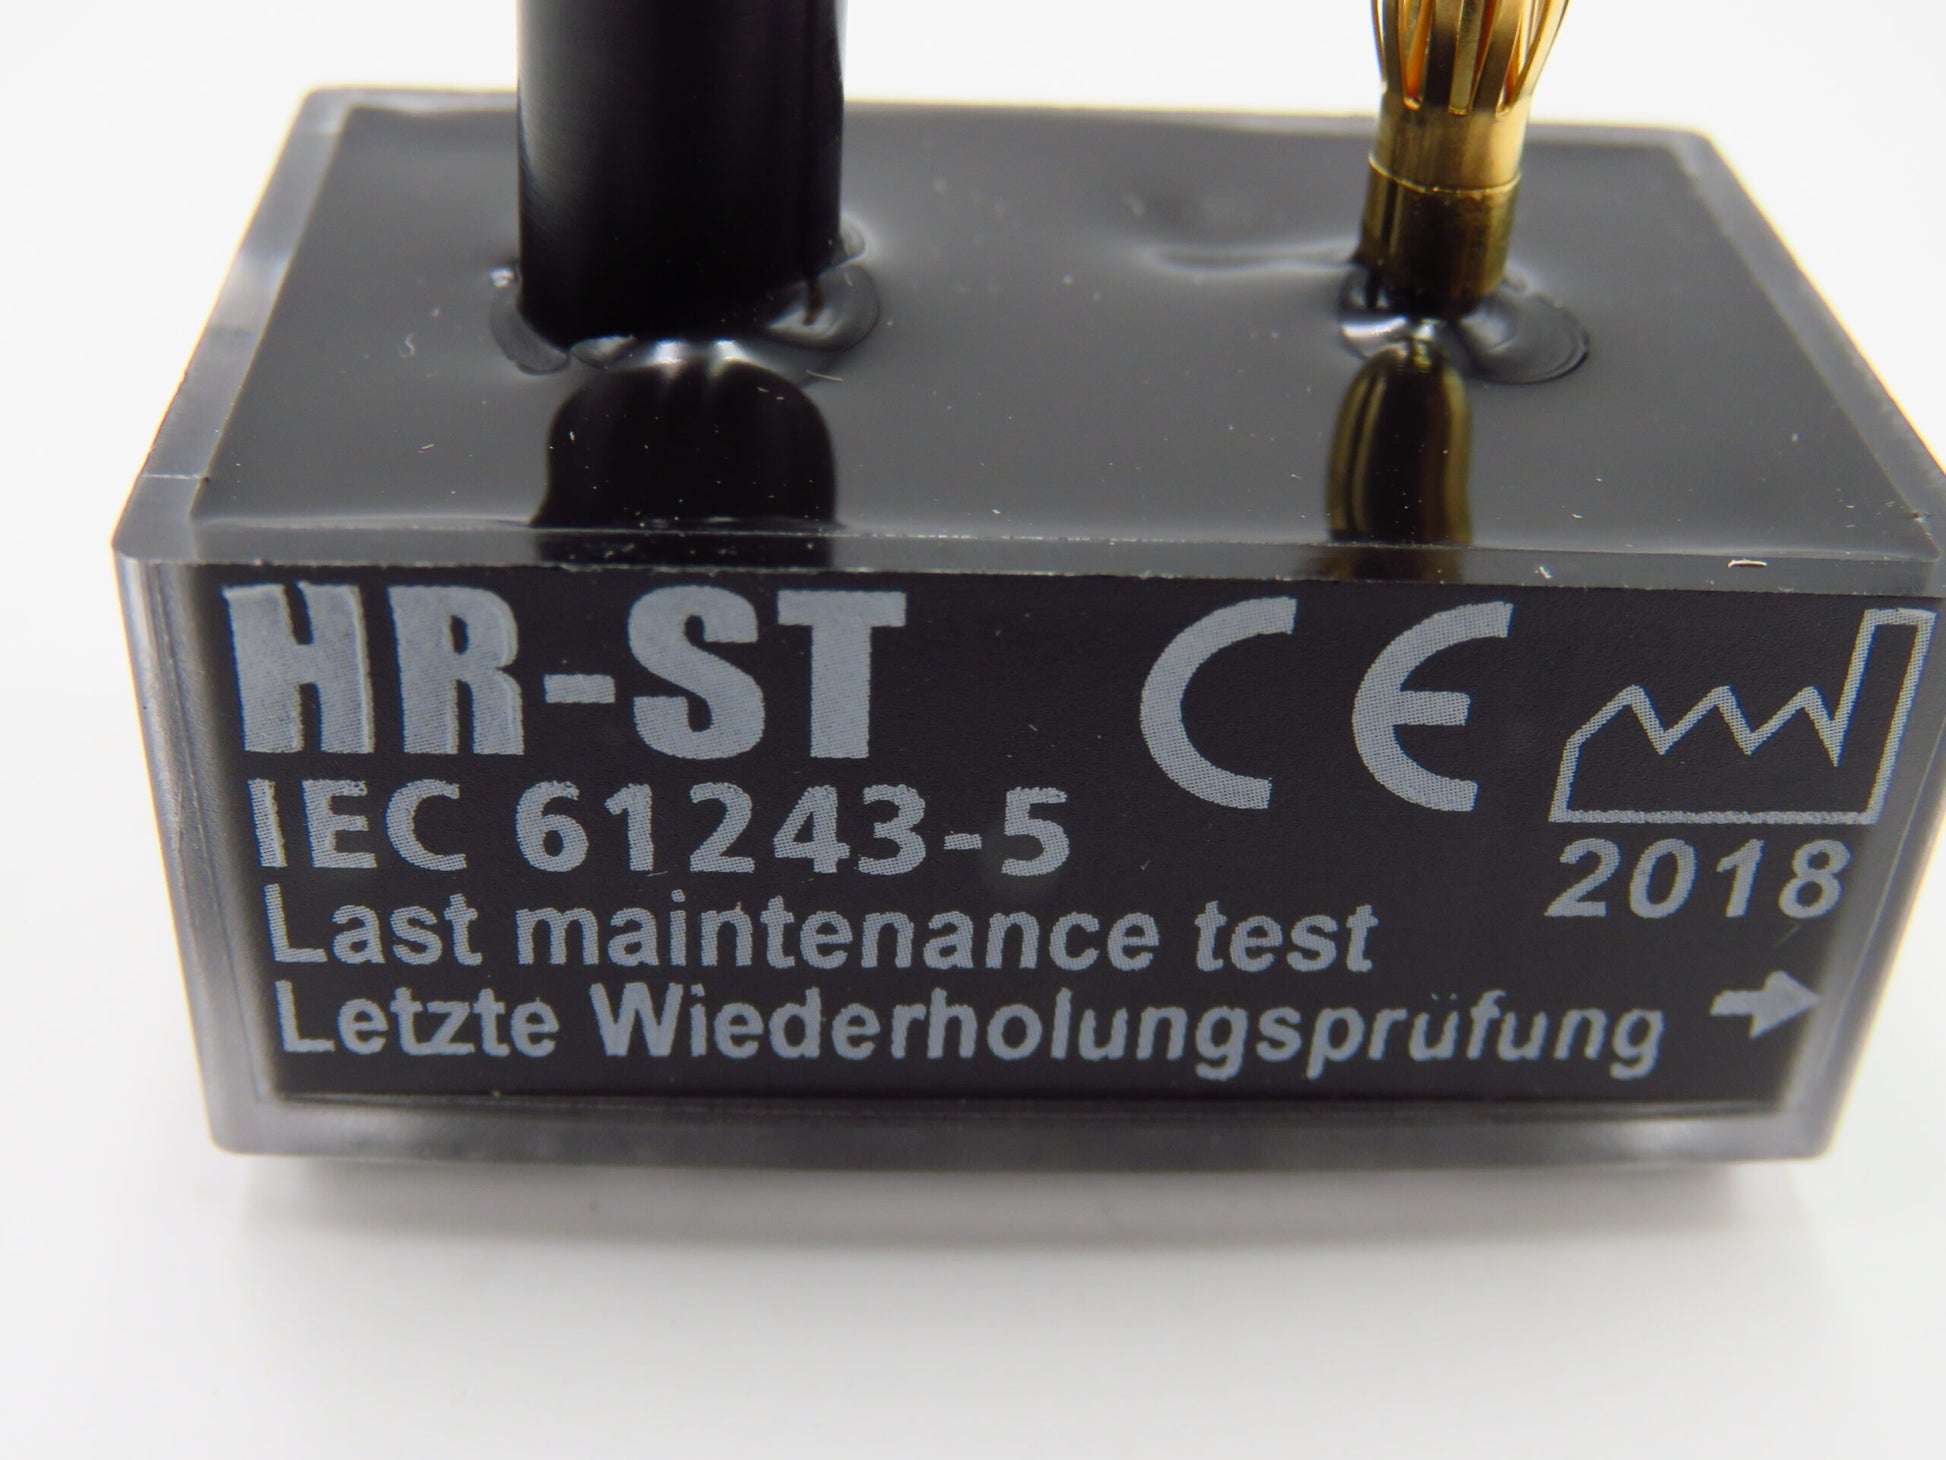 HR-ST CE
IEC 61243-5
2018
Last maintenance test
Letzte Wiederholungsprüfung →